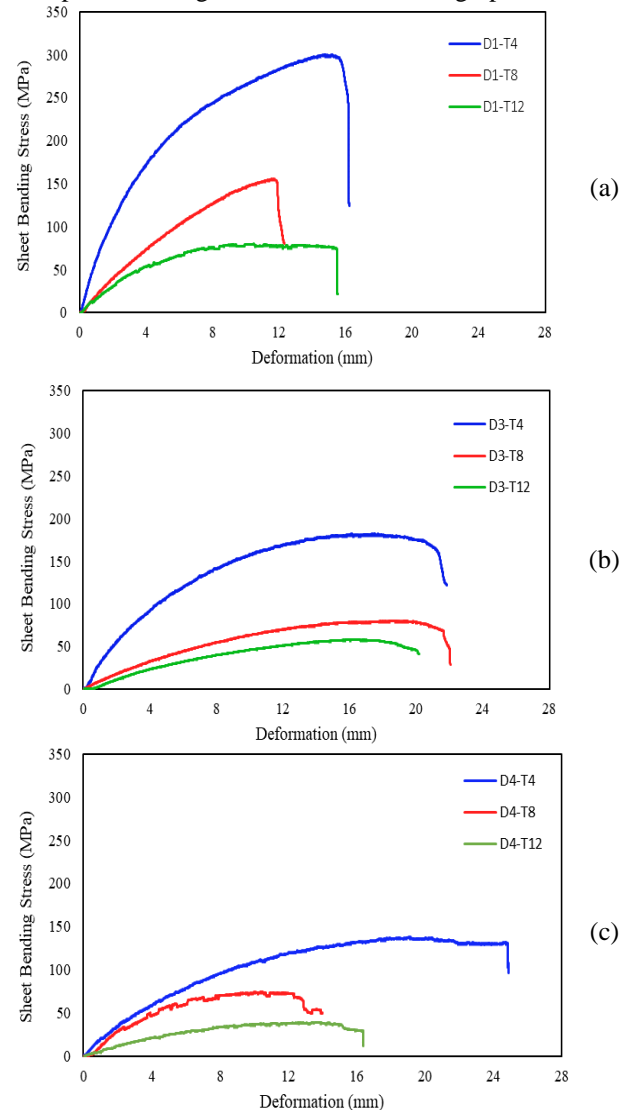 350
300
250
200
150
100
50
0
Sheet Bending Stress (MPa)
D1-T4
D1-T8
D1-T12
(a)
0 4 8 12 16 20 24 28
Deformation (mm)
350
300
250
200
150
100
50
0
Sheet Bending Stress (MPa)
D3-T4
D3-T8
D3-T12
(b)
0 4 8 12 16 20 24 28
Deformation (mm)
350
300
250
200
150
100
50
0
Sheet Bending Stress (MPa)
D4-T4
D4-T8
D4-T12
(c)
0 4 8 12 16 20 24 28
Deformation (mm)